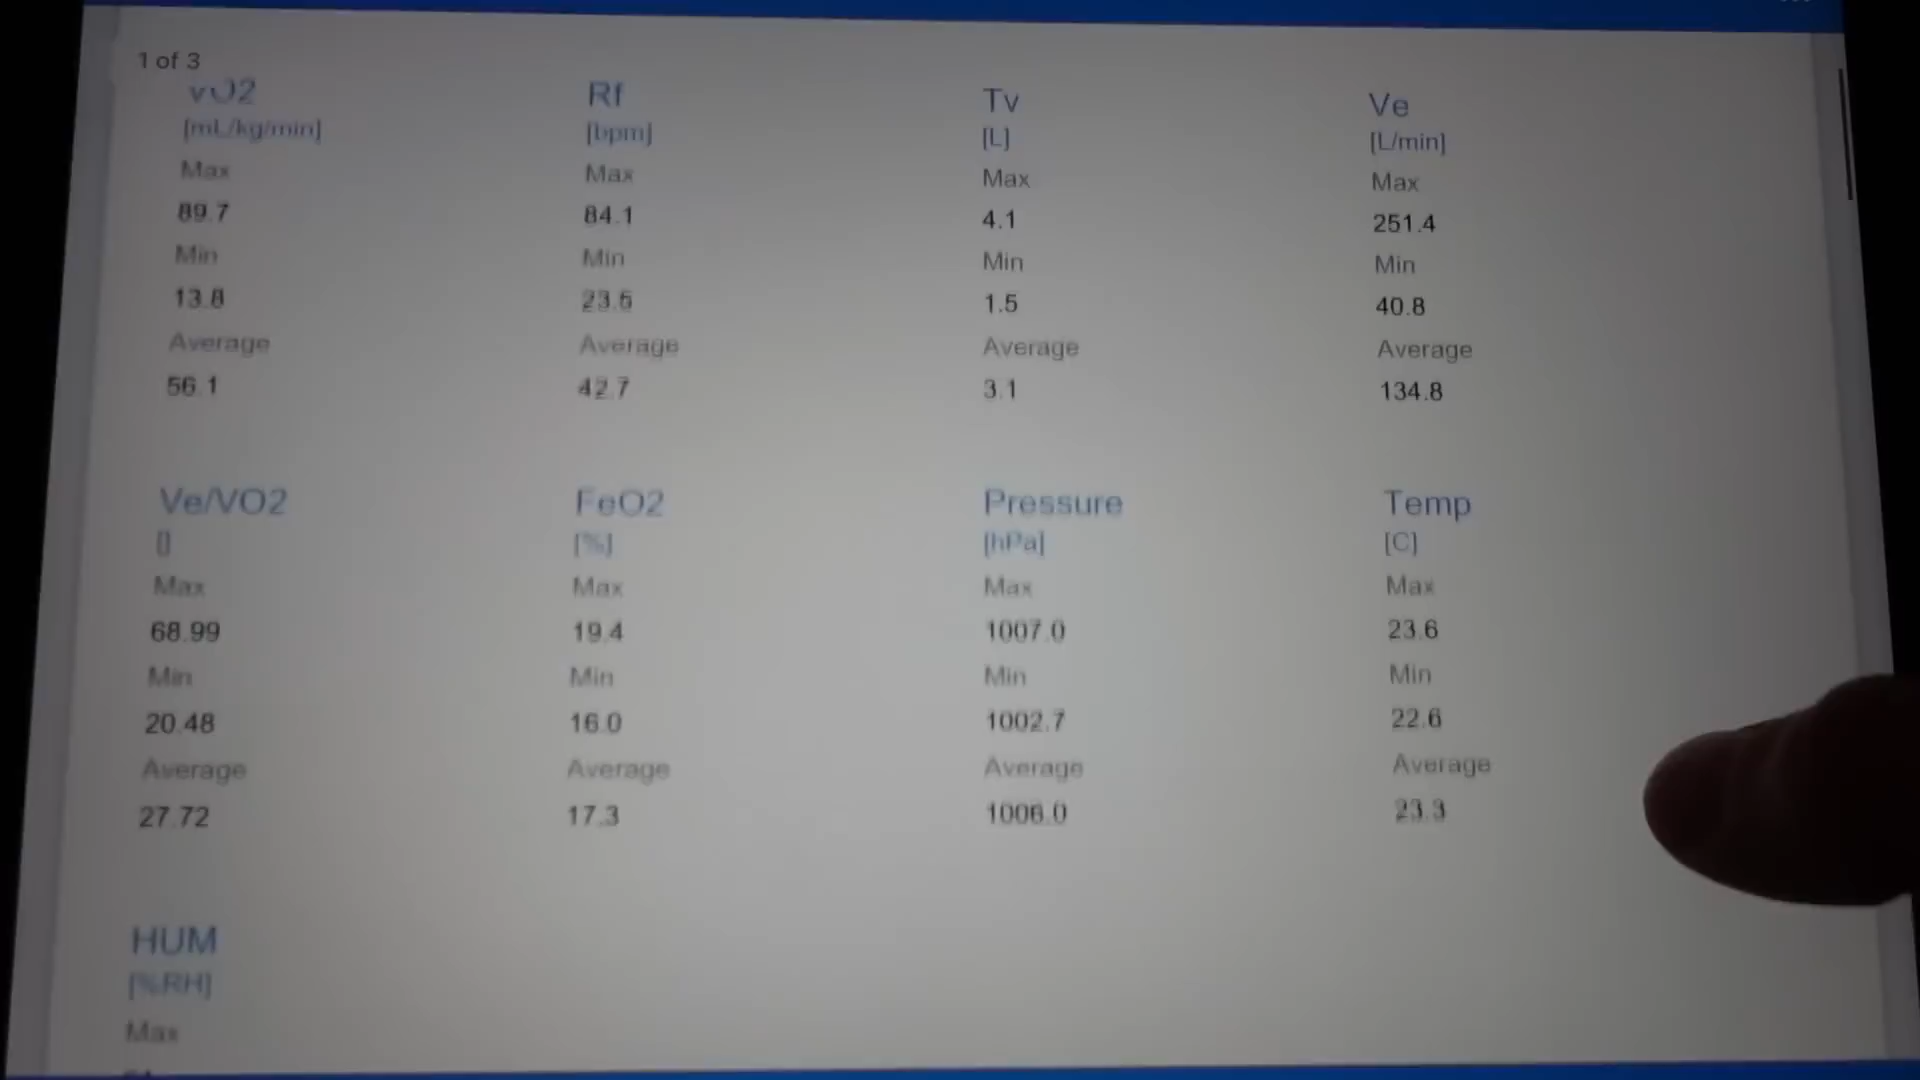 1 of 3
VO2 Rf Tv Ve
[mL/kg/min] [bpm] [L] [L/min]
Max Max Max Max
89.7 84.1 4.1 251.4
Min Min Min Min
13.8 1.5 40.8
Average Average Average Average
56.1 42.7 3.1 134.8
Ve/VO2 FeO2 Pressure Temp
[] [%] [hPa] [C]
Max Max Max Max
68.99 19.4 1007.0 23.6
Min Min Min Min
20.48 16.0 1002.7 22.6
Average Average Average Average
27.72 17.3 23.3
HUM
[%RH]
Max